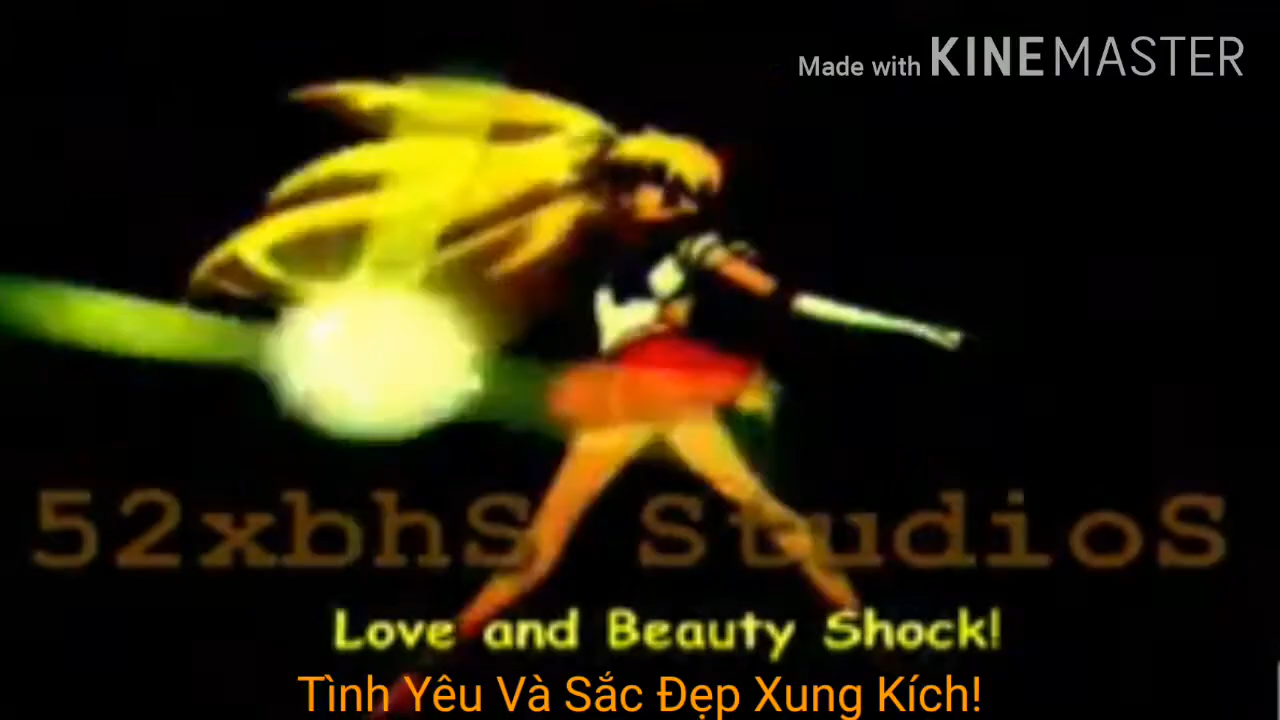 Made with KINEMASTER
52xbhS StudioS
Love and Beauty Shock!
Tình Yêu Và Sắc Đẹp Xung Kích!